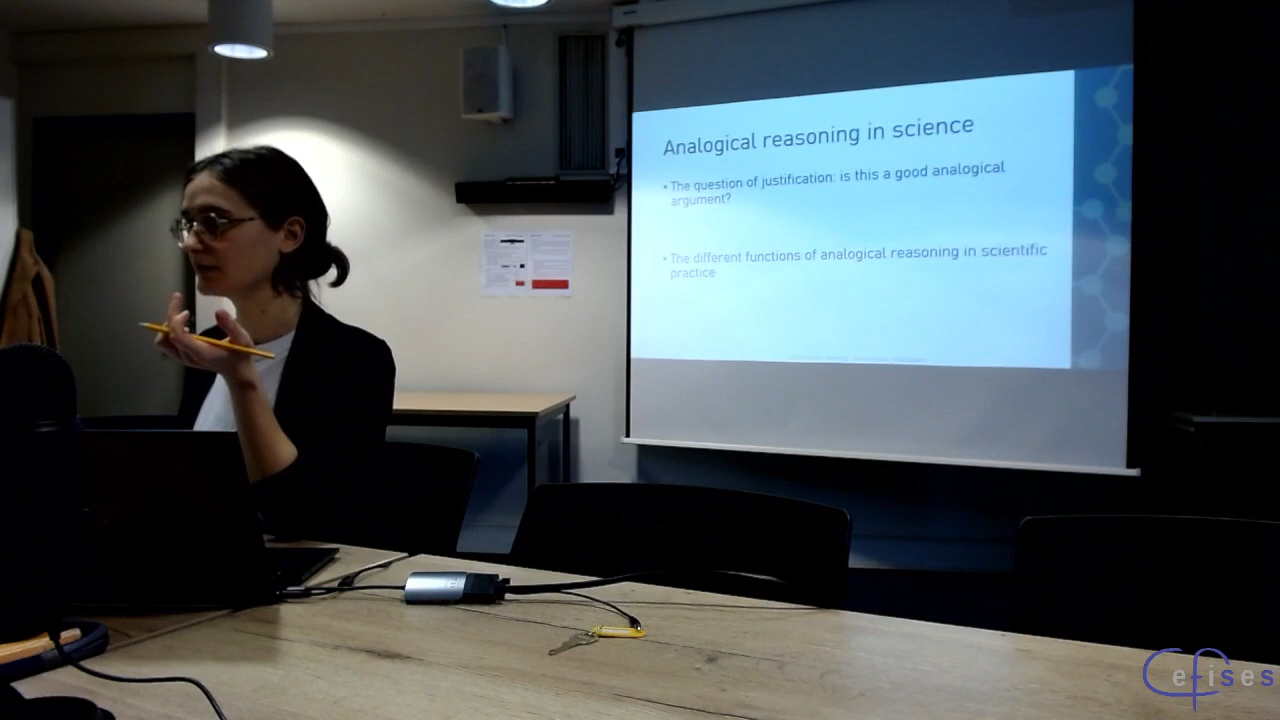 Analogical reasoning in science
• The question of justification: is this a good analogical
argument?
• The different functions of analogical reasoning in scientific
practice
Cefises